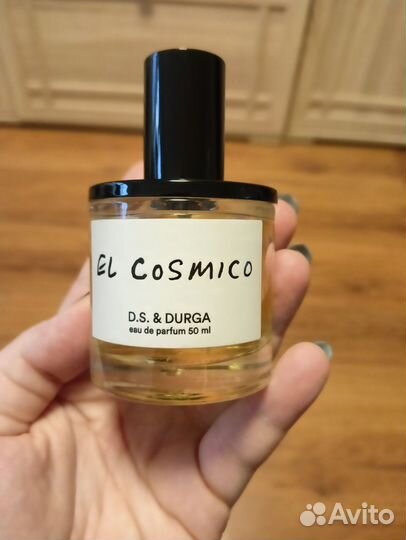 EL COSMICO
D.S. & DURGA
eau de parfum 50 ml
Avito